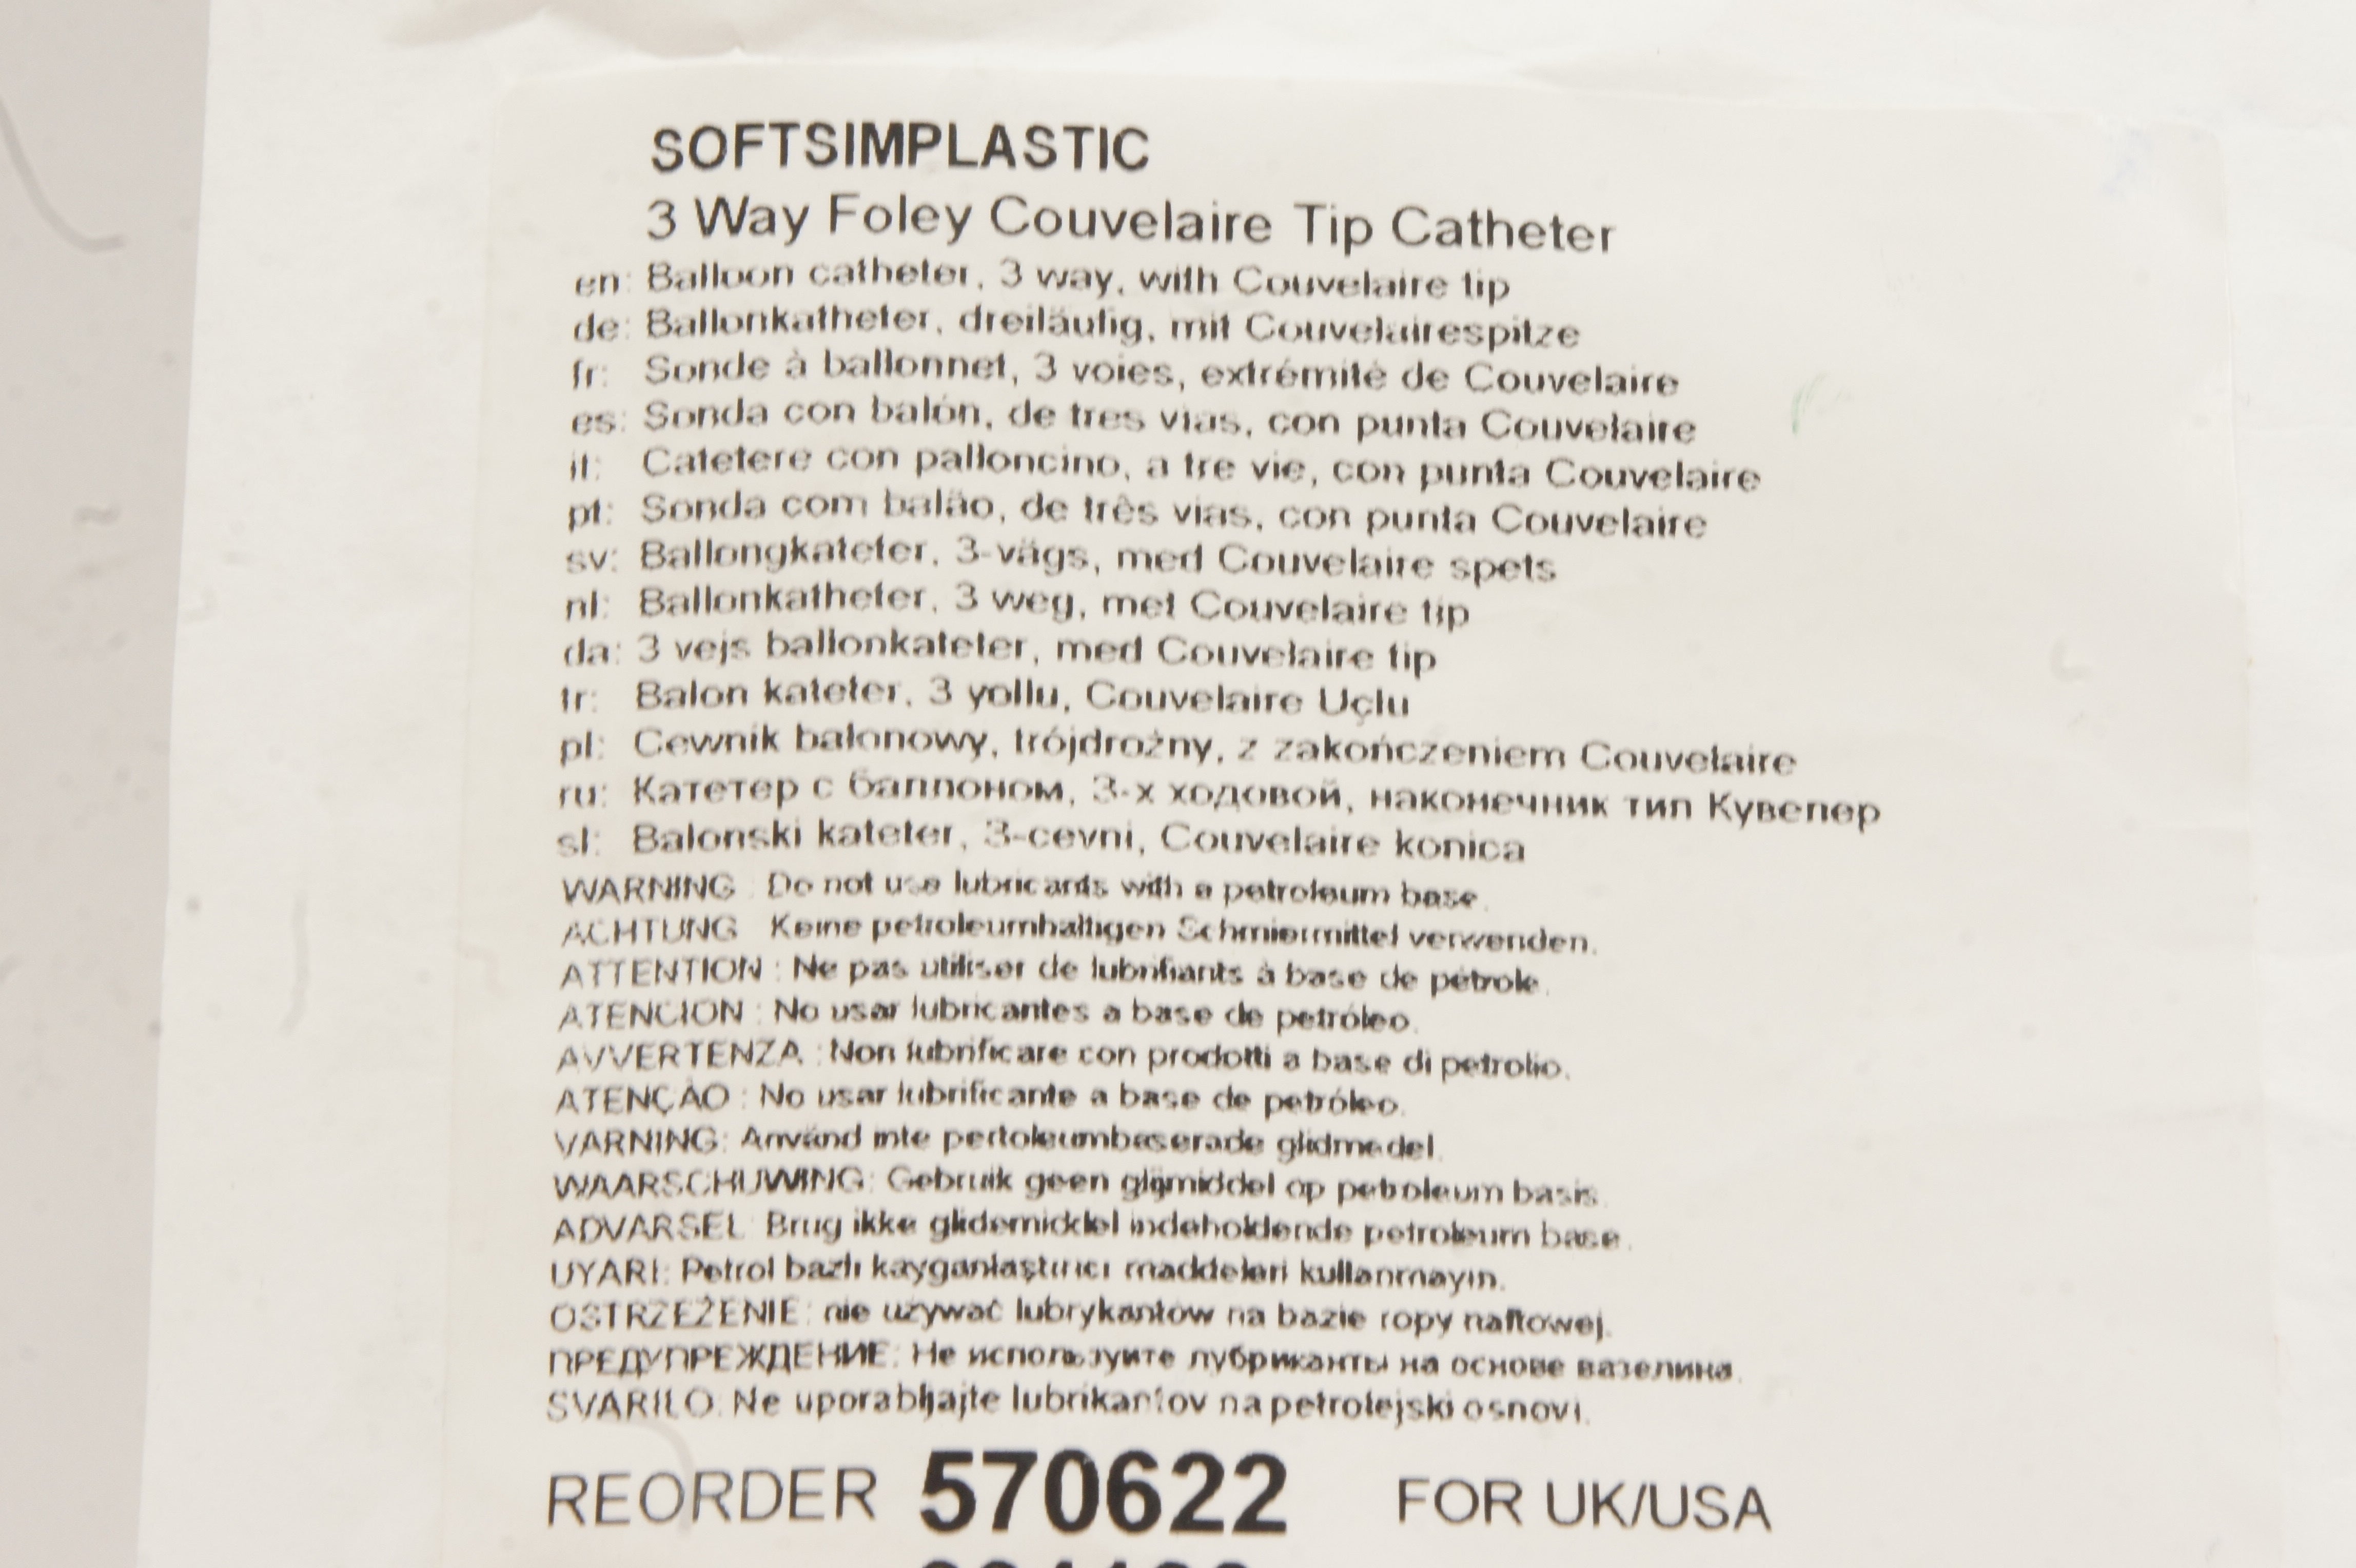 SOFTSIMPLASTIC
3 Way Foley Couvelaire Tip Catheter
en: Balloon catheter, 3 way, with Couvelaire tip
de: Ballonkatheter, dreiläufig, mit Couvelairespitze
fr: Sonde à ballonnet, 3 voies, extrémité de Couvelaire
es: Sonda con balón, de tres vias, con punta Couvelaire
it: Catetere con palloncino, a tre vie, con punta Couvelaire
pt: Sonda com balão, de três vias, con punta Couvelaire
sv: Ballongkateter, 3-vägs, med Couvelaire spets
nl: Ballonkatheter, 3 weg, met Couvelaire tip
da: 3 vejs ballonkateter, med Couvelaire tip
tr: Balon kateter, 3 yollu, Couvelaire Uçlu
pl: Cewnik balonowy, trójdrożny, z zakończeniem Couvelaire
ru: Катетер с баллоном, 3-х ходовой, наконечник тип Кувелер
sl: Balonski kateter, 3-cevni, Couvelaire konica
WARNING : Do not use lubricants with a petroleum base.
ACHTUNG : Keine petroleumhaltigen Schmiermittel verwenden.
ATTENTION : Ne pas utiliser de lubrifiants à base de pétrole.
ATENCION : No usar lubricantes a base de petróleo.
AVVERTENZA : Non lubrificare con prodotti a base di petrolio.
ATENÇÃO : No usar lubrificante a base de petróleo.
VARNING: Använd inte pertoleumbaserade glidmedel.
WAARSCHUWING: Gebruik geen glijmiddel op petroleum basis.
ADVARSEL: Brug ikke glidemiddel indeholdende petroleum base.
UYARI: Petrol bazlı kayganlaştırıcı maddeleri kullanmayın.
OSTRZEŻENIE: nie używać lubrykantów na bazie ropy naftowej.
ПРЕДУПРЕЖДЕНИЕ: Не используйте лубриканты на основе вазелина.
SVARILO: Ne uporabljajte lubrikantov na petrolejski osnovi.
REORDER 570622 FOR UK/USA